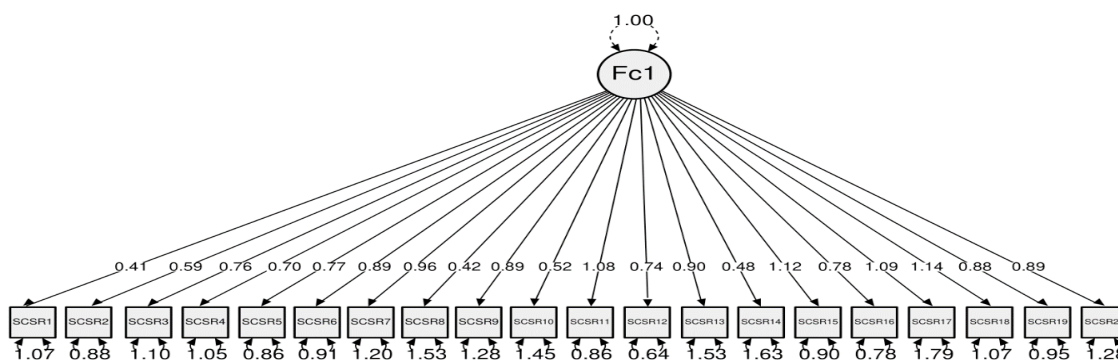 1.00
Fc1
0.41 0.59 0.76 0.70 0.77 0.89 0.96 0.42 0.89 0.52 1.08 0.74 0.90 0.48 1.12 0.78 1.09 1.14 0.88 0.89
SCSR1 SCSR2 SCSR3 SCSR4 SCSR5 SCSR6 SCSR7 SCSR8 SCSR9 SCSR10 SCSR11 SCSR12 SCSR13 SCSR14 SCSR15 SCSR16 SCSR17 SCSR18 SCSR19
1.07 0.88 1.10 1.05 0.86 0.91 1.20 1.53 1.28 1.45 0.86 0.64 1.53 1.63 0.90 0.78 1.79 1.07 0.95